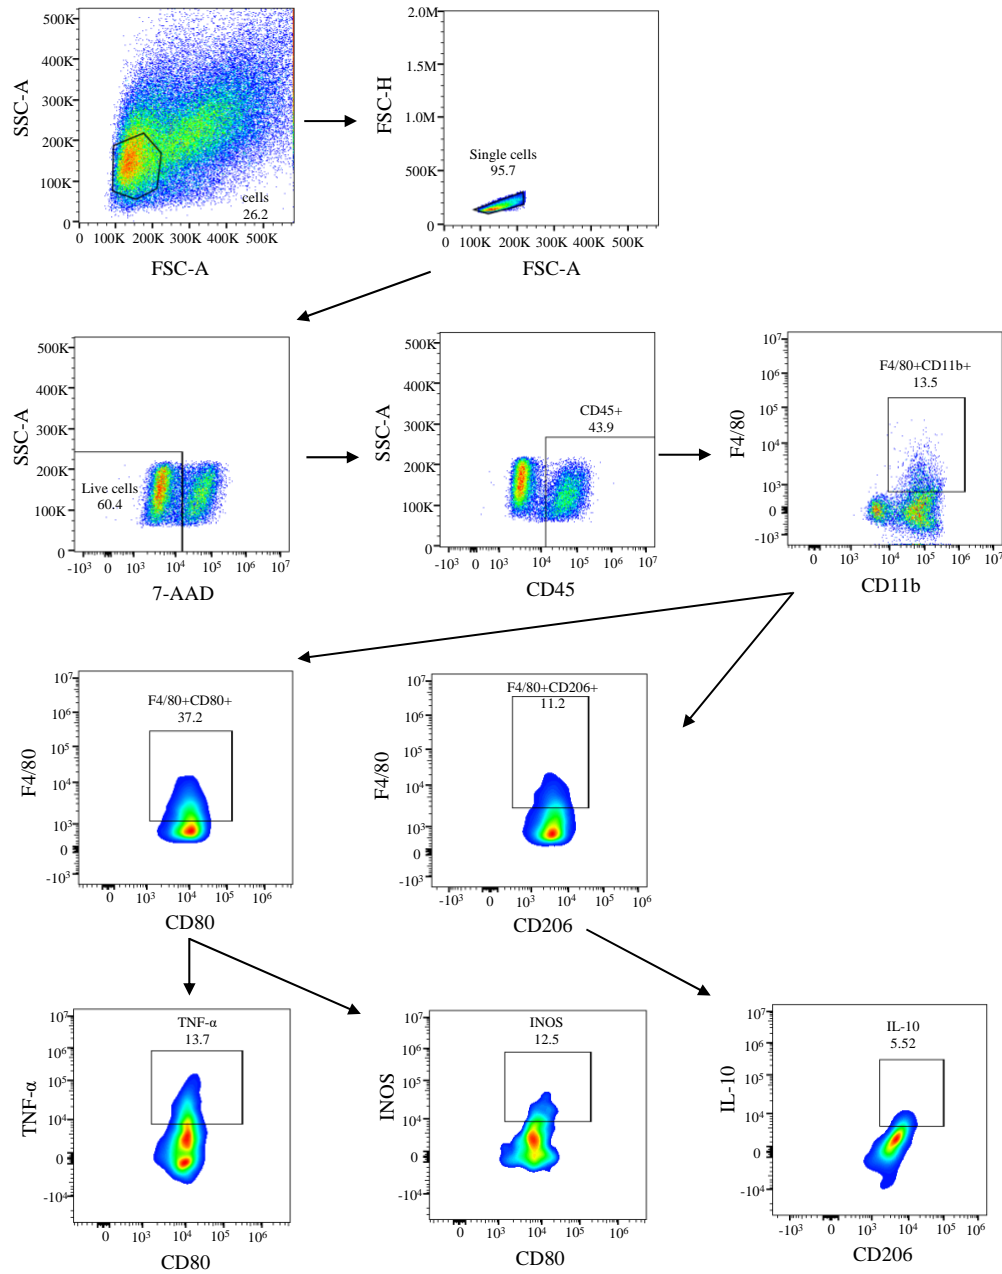 500K
400K
300K
200K
100K
0
SSC-A
cells
26.2
0 100K 200K 300K 400K 500K
FSC-A
2.0M
1.5M
1.0M
500K
0
FSC-H
Single cells
95.7
0 100K 200K 300K 400K 500K
FSC-A
500K
400K
300K
200K
100K
0
SSC-A
Live cells
60.4
-10³ 0 10³ 10⁴ 10⁵ 10⁶ 10⁷
7-AAD
500K
400K
300K
200K
100K
0
SSC-A
CD45+
43.9
-10³ 0 10³ 10⁴ 10⁵ 10⁶ 10⁷
CD45
10⁷
10⁶
10⁵
10⁴
10³
0
-10³
F4/80
F4/80+CD11b+
13.5
0 10³ 10⁴ 10⁵ 10⁶ 10⁷
CD11b
10⁷
10⁶
10⁵
10⁴
10³
0
-10³
F4/80
F4/80+CD80+
37.2
0 10³ 10⁴ 10⁵ 10⁶
CD80
10⁷
10⁶
10⁵
10⁴
10³
0
-10³
F4/80
F4/80+CD206+
11.2
-10³ 0 10³ 10⁴ 10⁵ 10⁶
CD206
10⁷
10⁶
10⁵
10⁴
0
-10⁴
TNF-α
TNF-α
13.7
0 10³ 10⁴ 10⁵ 10⁶
CD80
10⁷
10⁶
10⁵
10⁴
0
-10⁴
INOS
INOS
12.5
0 10³ 10⁴ 10⁵ 10⁶
CD80
10⁷
10⁶
10⁵
10⁴
0
-10⁴
IL-10
IL-10
5.52
-10³ 0 10³ 10⁴ 10⁵ 10⁶
CD206